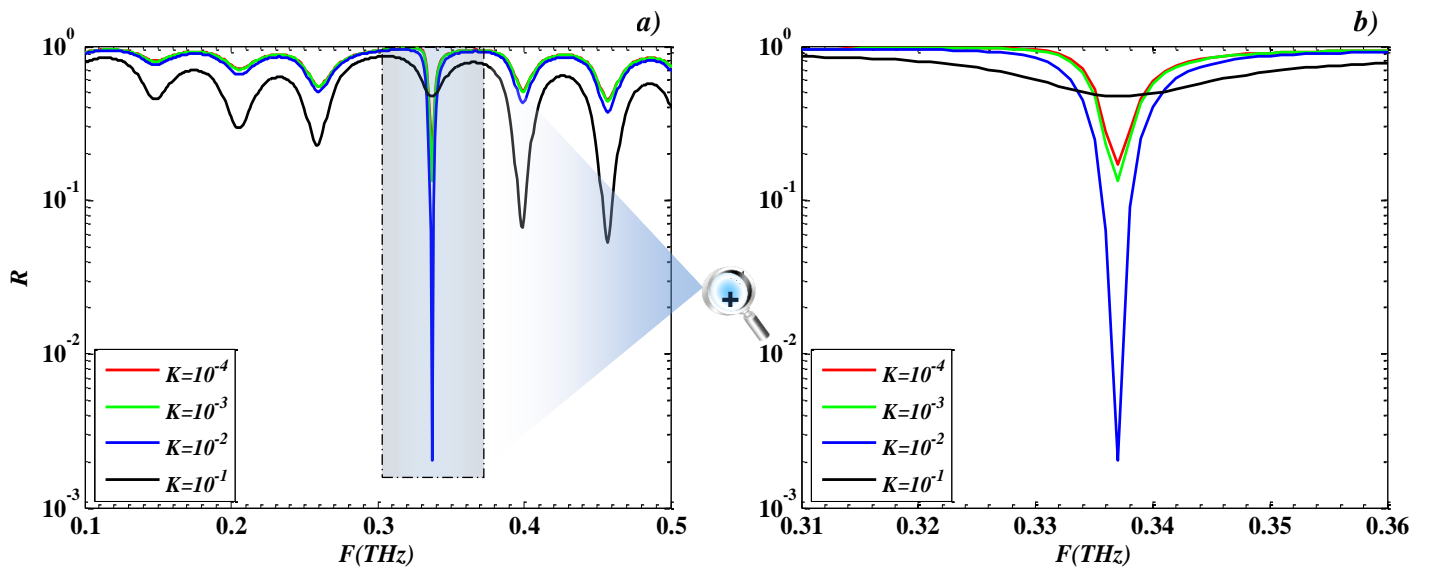 a)
10^0
10^-1
10^-2
10^-3
R
K=10^-4
K=10^-3
K=10^-2
K=10^-1
0.1 0.2 0.3 0.4 0.5
F(THz)
b)
10^0
10^-1
10^-2
10^-3
K=10^-4
K=10^-3
K=10^-2
K=10^-1
0.31 0.32 0.33 0.34 0.35 0.36
F(THz)